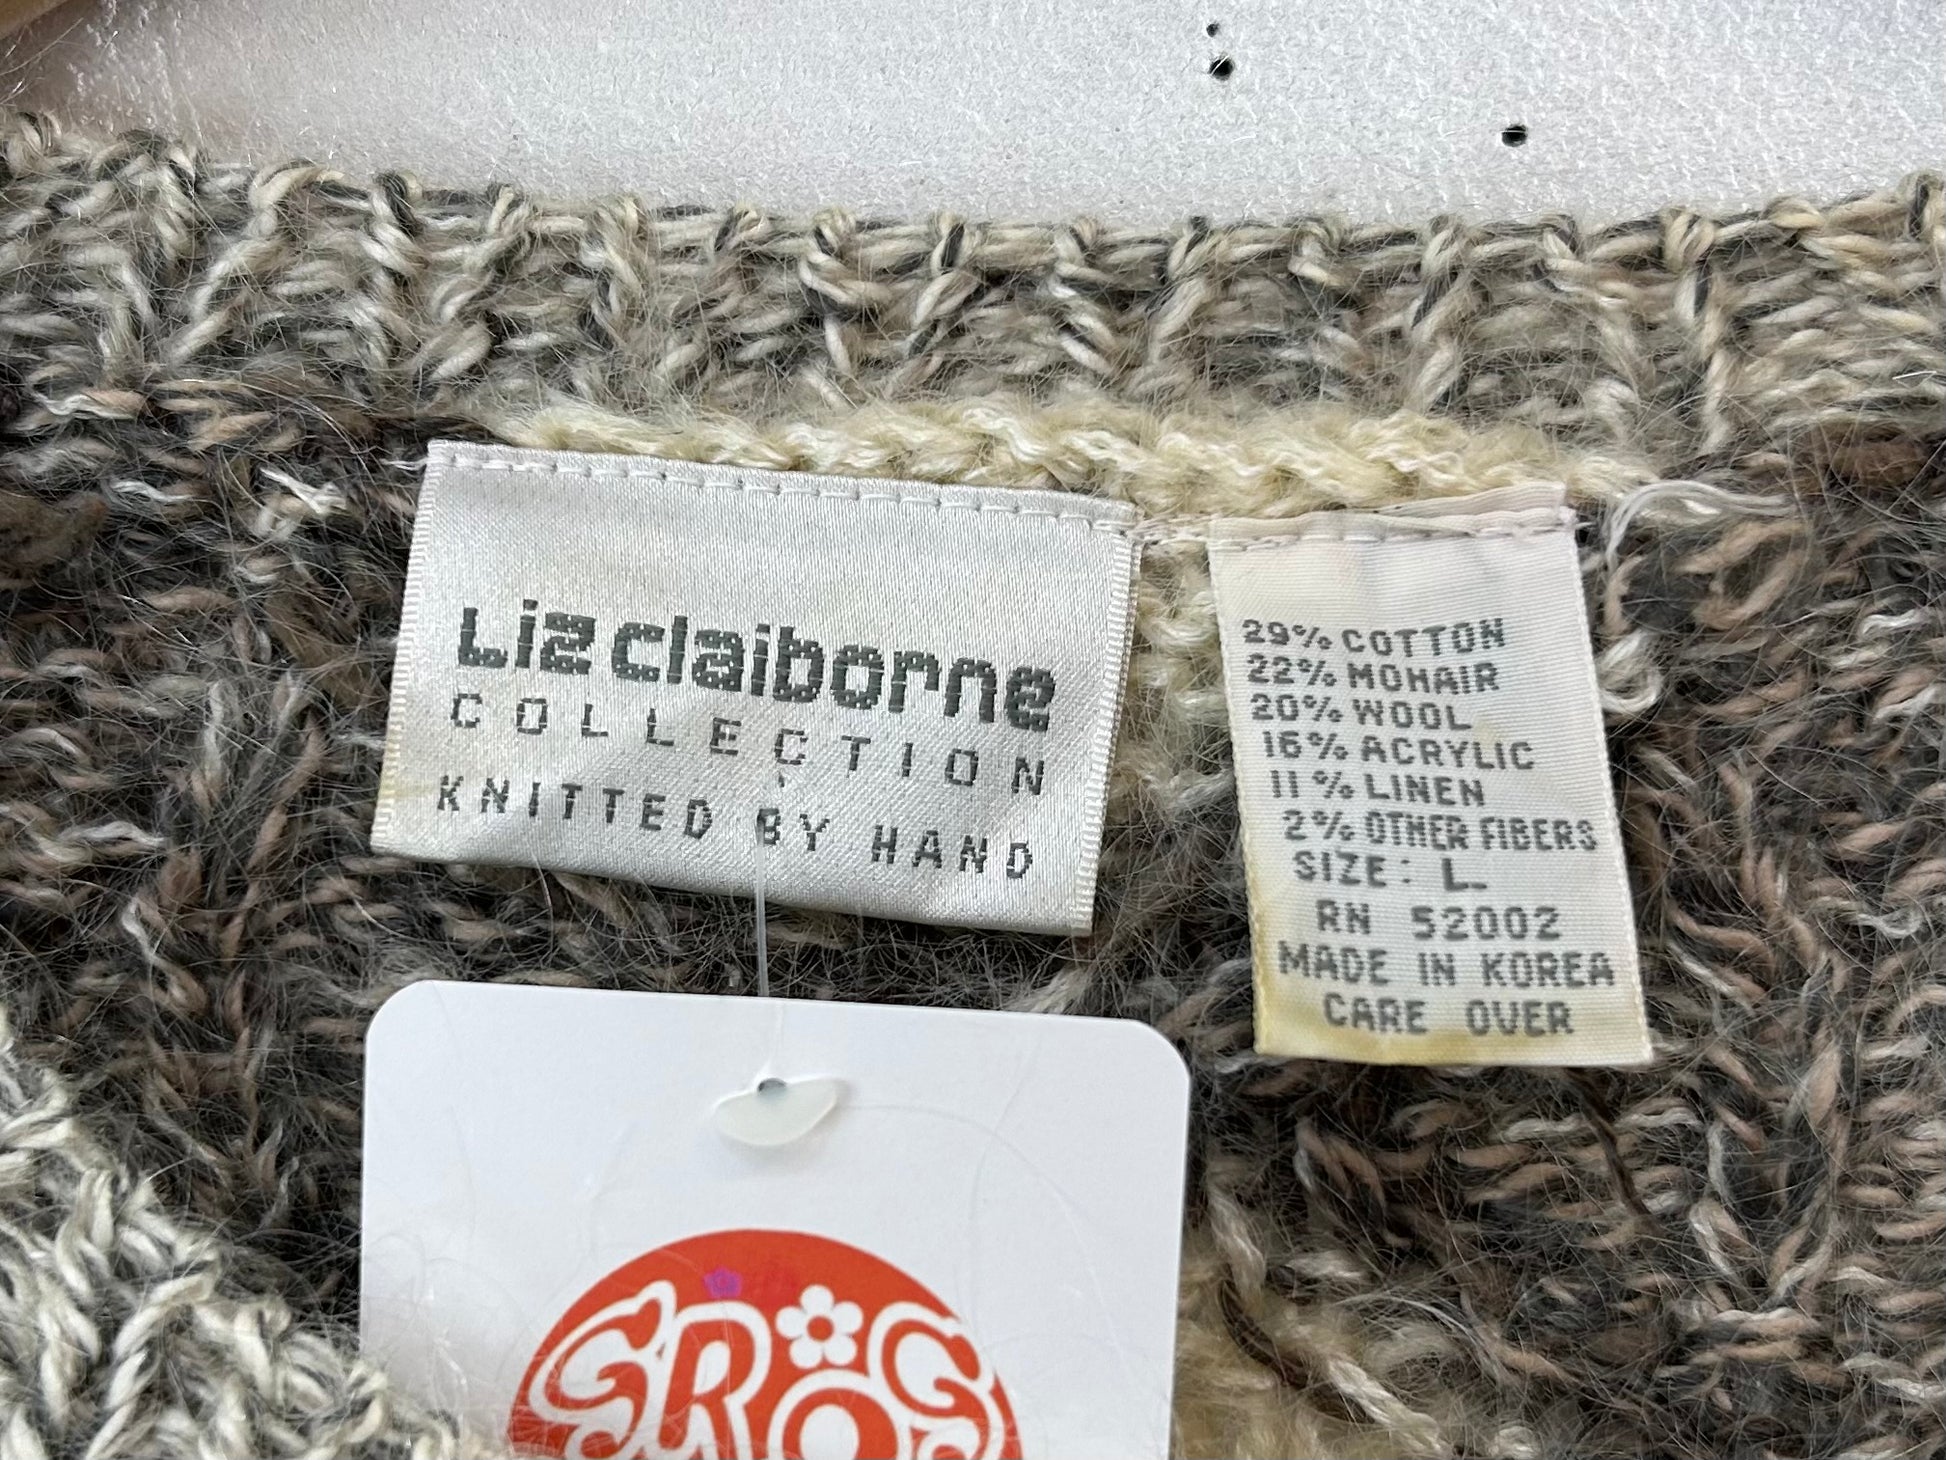 Liz claiborne
COLLECTION
KNITTED BY HAND
29% COTTON
22% MOHAIR
20% WOOL
16% ACRYLIC
11% LINEN
2% OTHER FIBERS
SIZE: L
RN 52002
MADE IN KOREA
CARE OVER